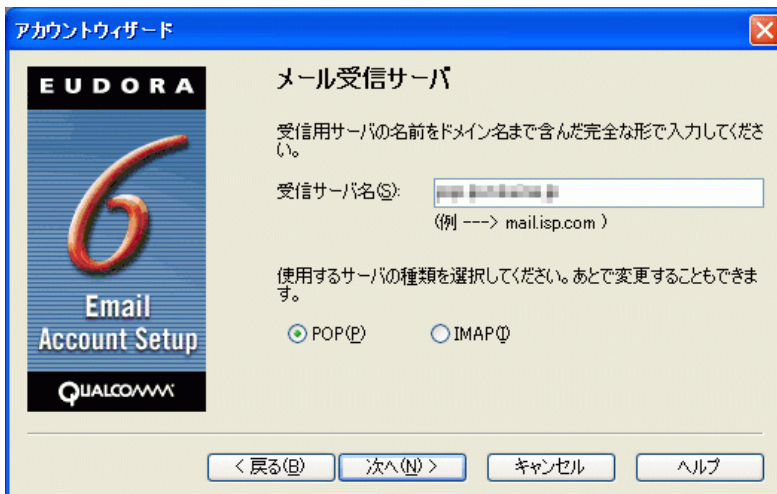 アカウントウィザード
EUDORA
6
Email
Account Setup
QUALCOMM
メール受信サーバ
受信用サーバの名前をドメイン名まで含んだ完全な形で入力してくださ
い。
受信サーバ名(S):
(例 ---> mail.isp.com )
使用するサーバの種類を選択してください。あとで変更することもできま
す。
POP(P) IMAP(I)
< 戻る(B) 次へ(N) > キャンセル ヘルプ